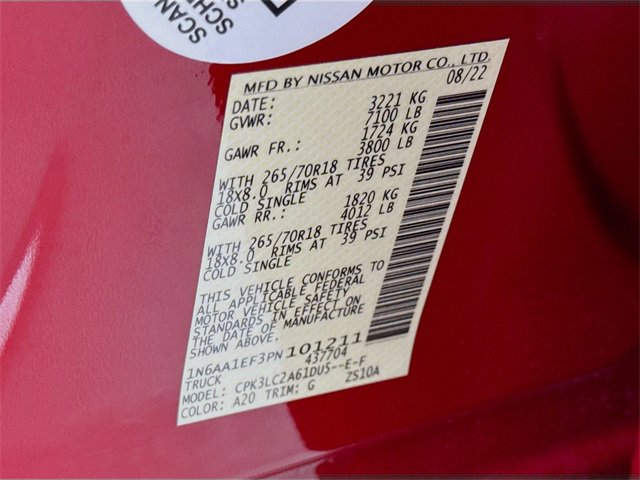 SCAN
SCH
S
MFD BY NISSAN MOTOR CO., LTD.
DATE: 08/22
GVWR: 3221 KG
7100 LB
GAWR FR.: 1724 KG
3800 LB
WITH 265/70R18 TIRES
18X8.0 RIMS AT 39 PSI
COLD SINGLE
GAWR RR.: 1820 KG
4012 LB
WITH 265/70R18 TIRES
18X8.0 RIMS AT 39 PSI
COLD SINGLE
THIS VEHICLE CONFORMS TO
ALL APPLICABLE FEDERAL
MOTOR VEHICLE SAFETY
STANDARDS IN EFFECT ON
THE DATE OF MANUFACTURE
SHOWN ABOVE.
1N6AA1EF3PN101211
TRUCK 437704
MODEL: CPK3LC2A61DUS--E-F
COLOR: A20 TRIM: G ZS10A